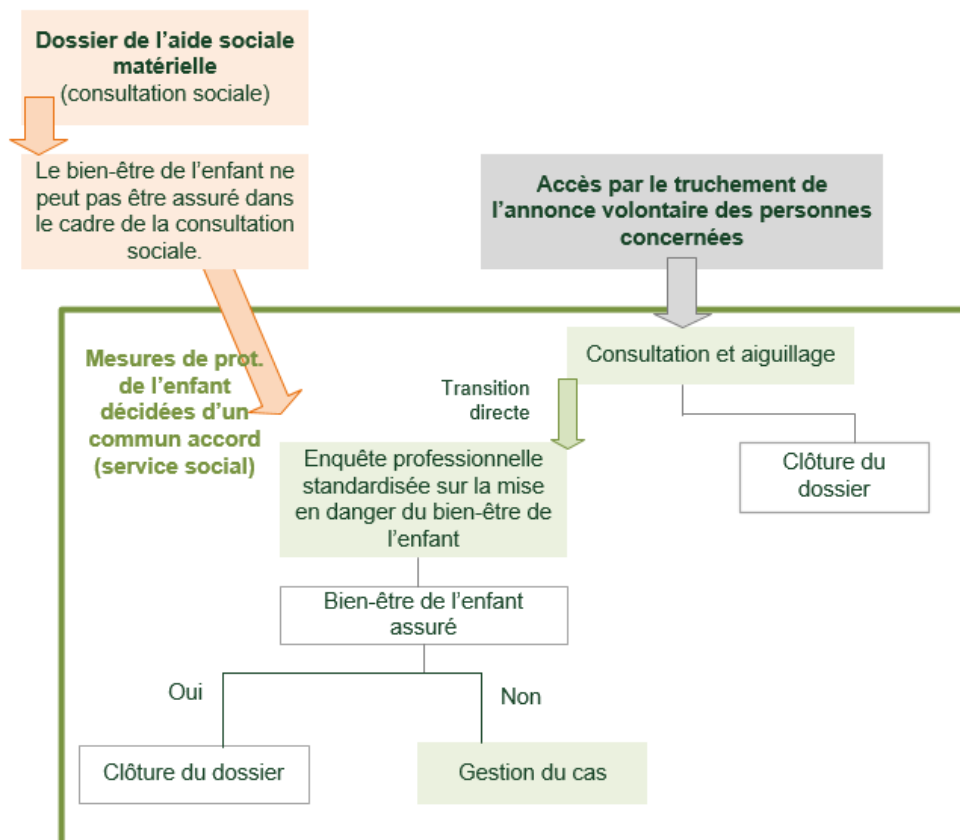 Dossier de l’aide sociale
matérielle
(consultation sociale)
Le bien-être de l’enfant ne
peut pas être assuré dans
le cadre de la consultation
sociale.
Accès par le truchement de
l’annonce volontaire des personnes
concernées
Mesures de prot.
de l’enfant
décidées d’un
commun accord
(service social)
Consultation et aiguillage
Transition
directe
Clôture du
dossier
Enquête professionnelle
standardisée sur la mise
en danger du bien-être de
l’enfant
Bien-être de l’enfant
assuré
Oui
Non
Clôture du dossier
Gestion du cas